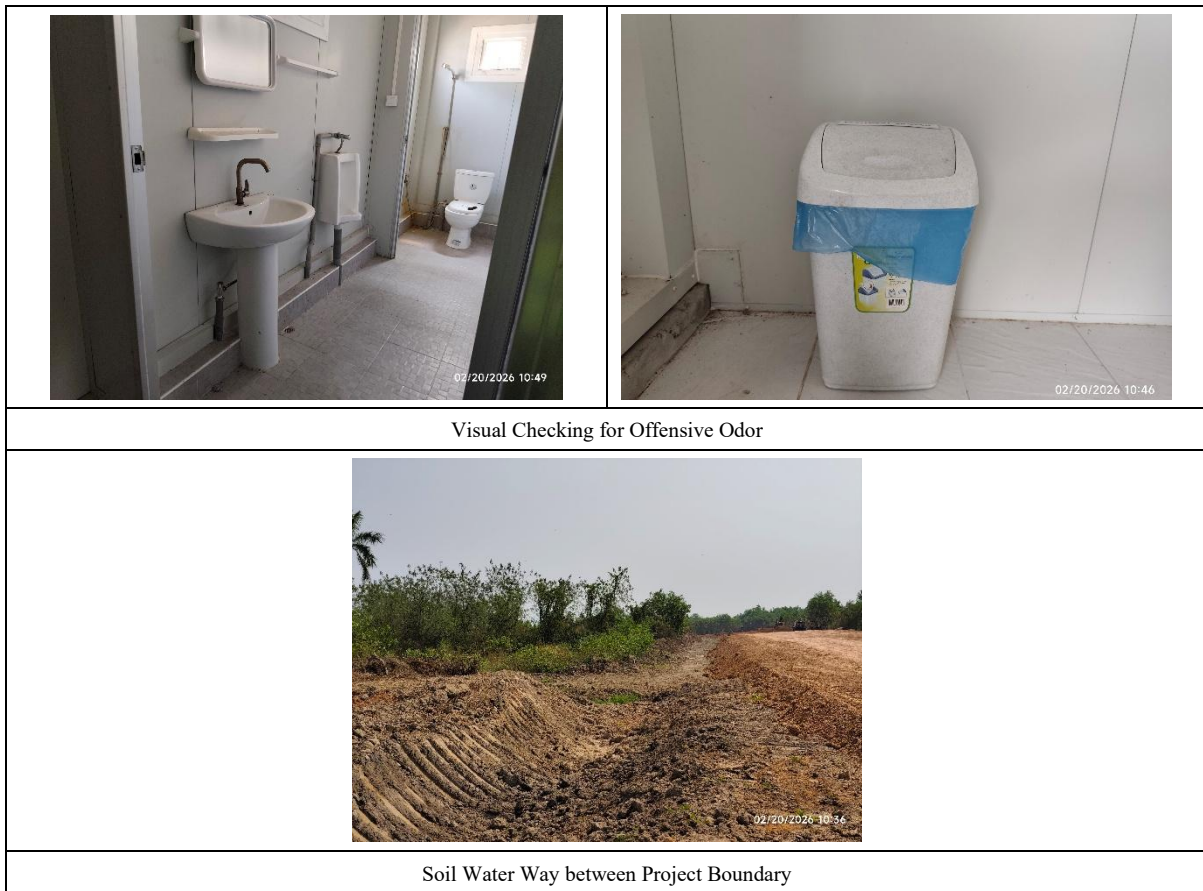 02/20/2026 10:49
02/20/2026 10:46
Visual Checking for Offensive Odor
02/20/2026 10:36
Soil Water Way between Project Boundary